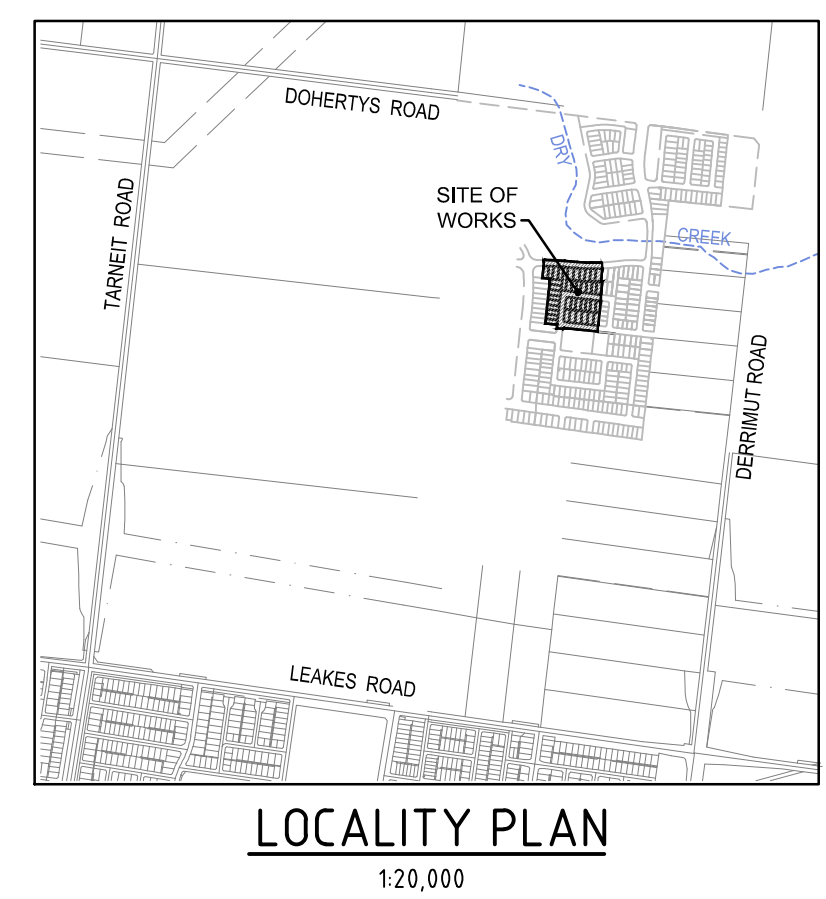 DOHERTYS ROAD
DRY
TARNEIT ROAD
SITE OF
WORKS
CREEK
DERRIMUT ROAD
LEAKES ROAD
LOCALITY PLAN
1:20,000